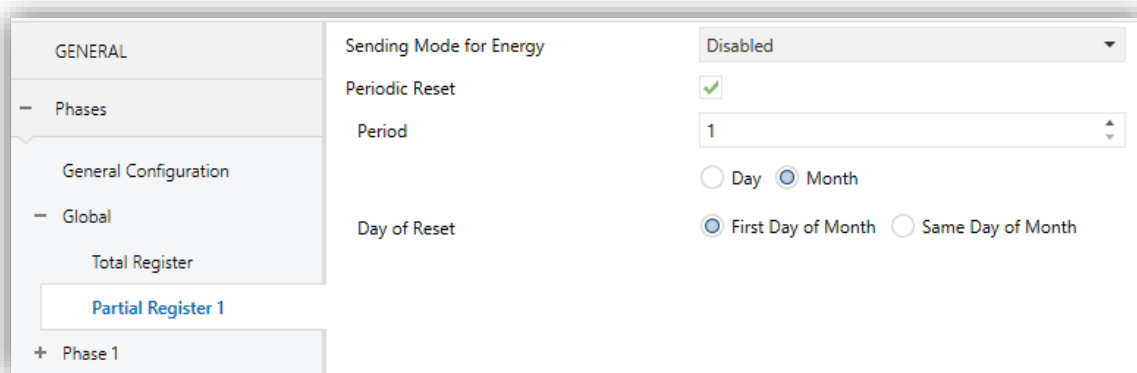 GENERAL
Phases
General Configuration
Global
Total Register
Partial Register 1
Phase 1
Sending Mode for Energy
Disabled
Periodic Reset
Period
1
Day Month
Day of Reset
First Day of Month Same Day of Month